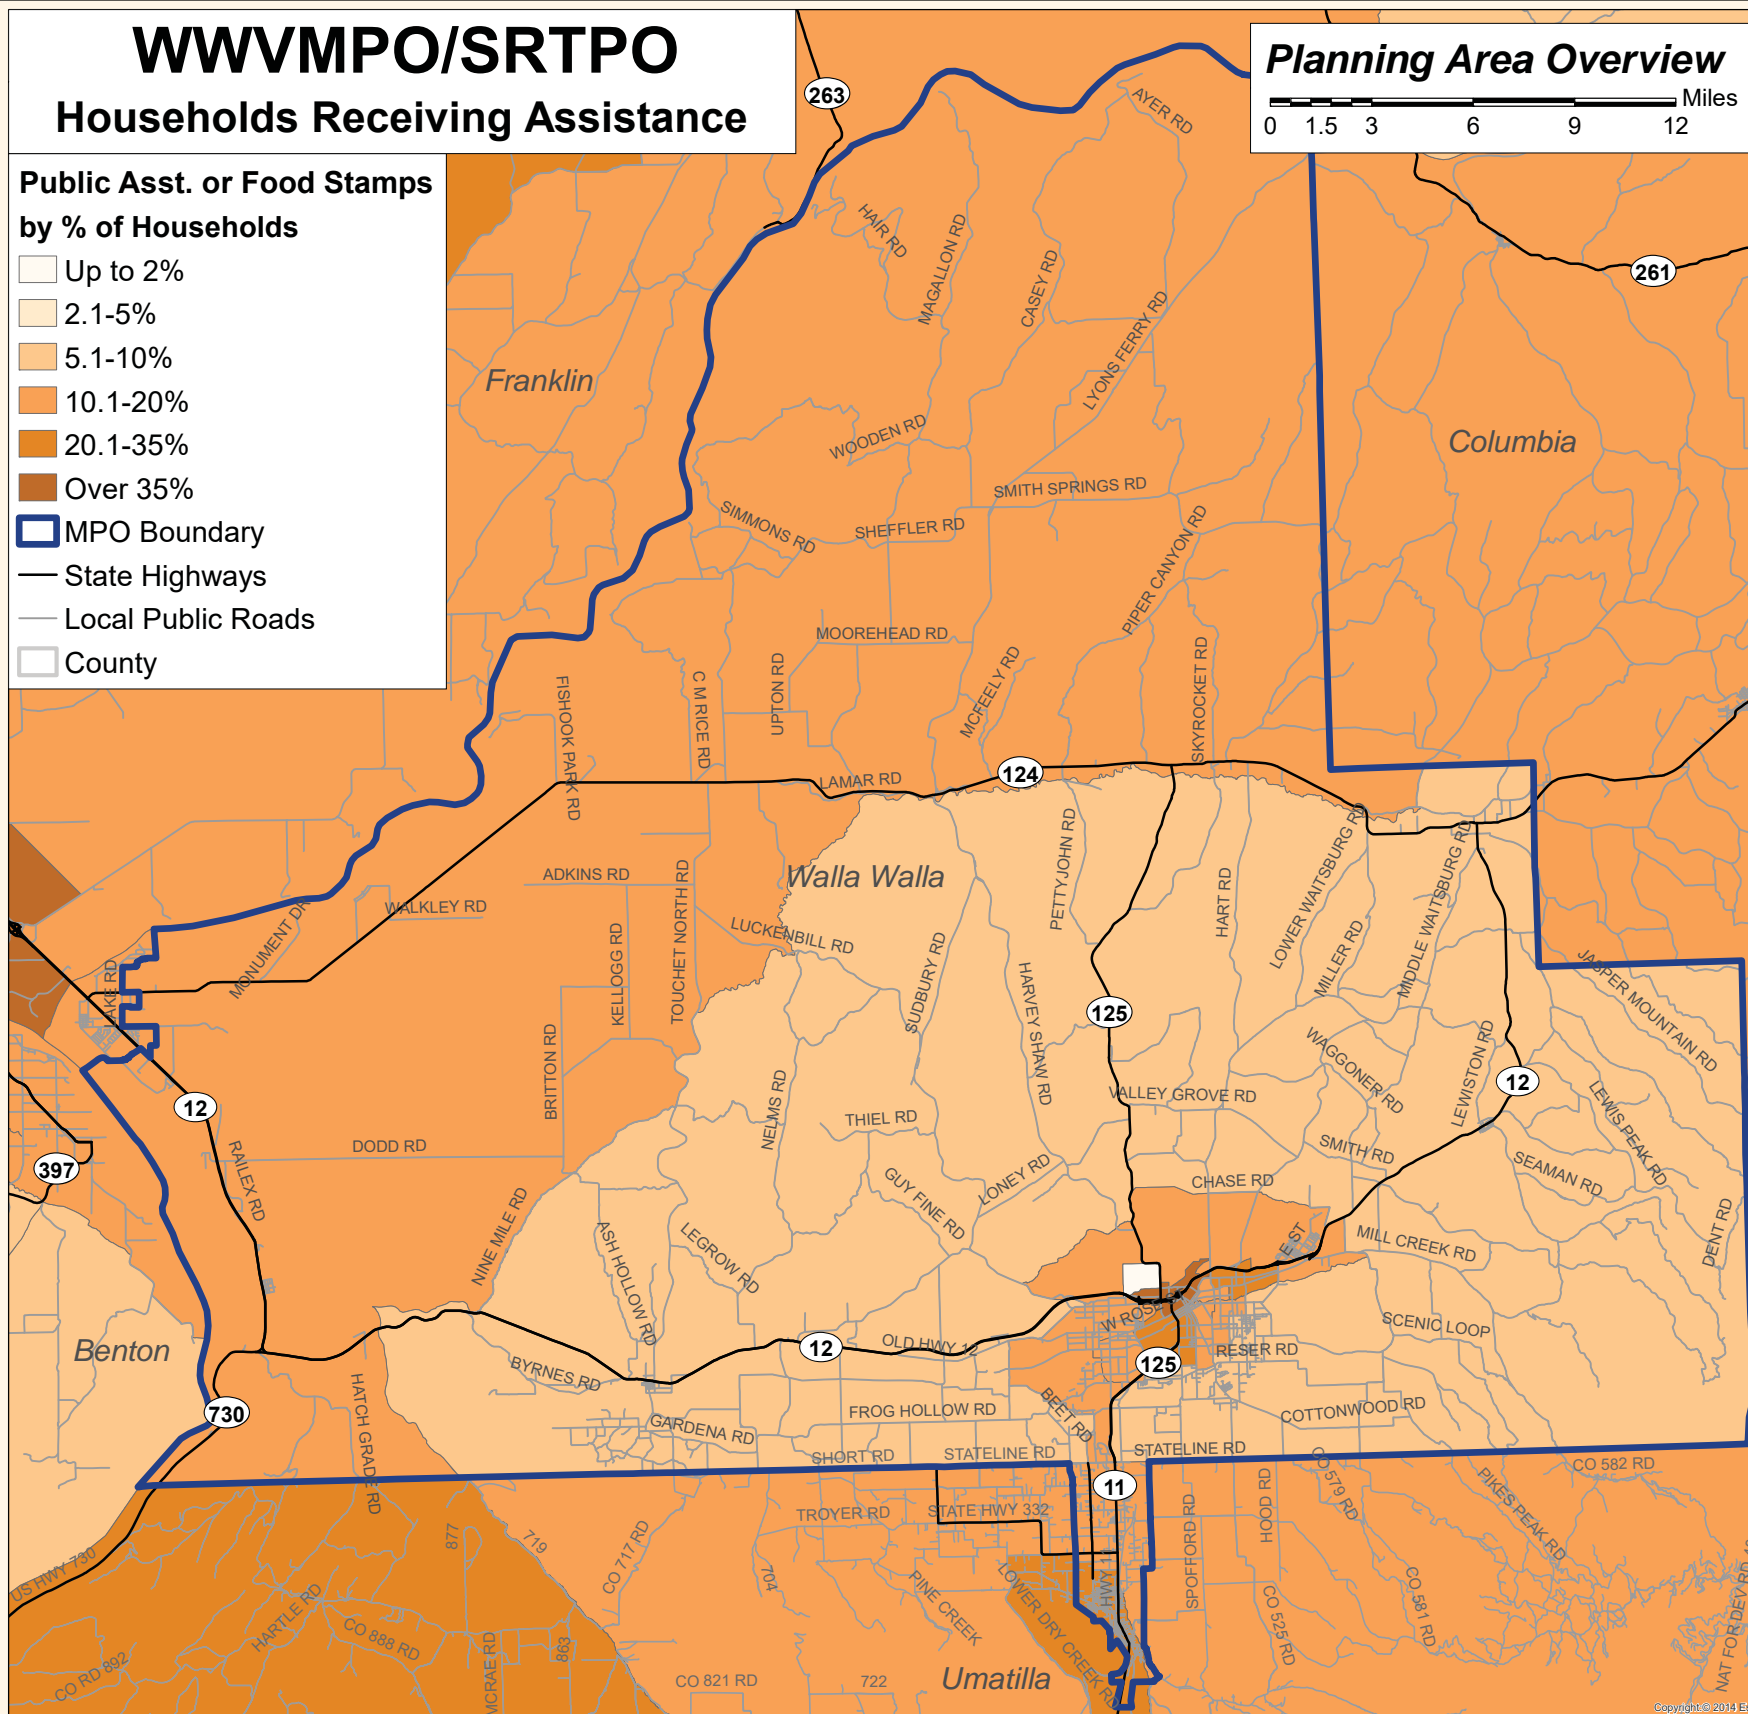 WWVMPO/SRTPO
Households Receiving Assistance
Planning Area Overview
Miles
0 1.5 3 6 9 12
Public Asst. or Food Stamps
by % of Households
Up to 2%
2.1-5%
5.1-10%
10.1-20%
20.1-35%
Over 35%
MPO Boundary
State Highways
Local Public Roads
County
263
AYER RD
HAIR RD
MAGALLON RD
CASEY RD
LYONS FERRY RD
261
Franklin
Columbia
WOODEN RD
SMITH SPRINGS RD
SIMMONS RD
SHEFFLER RD
PIPER CANYON RD
MOOREHEAD RD
FISHOOK PARK RD
C M RICE RD
UPTON RD
MCFEELY RD
SKYROCKET RD
LAMAR RD
124
ADKINS RD
WALKLEY RD
Walla Walla
PETTYJOHN RD
HART RD
LOWER WAITSBURG RD
MIDDLE WAITSBURG RD
MILLER RD
MONUMENT DR
LAKE RD
KELLOGG RD
TOUCHET NORTH RD
LUCKENBILL RD
SUDBURY RD
HARVEY SHAW RD
125
JASPER MOUNTAIN RD
BRITTON RD
NELMS RD
WAGGONER RD
LEWISTON RD
12
LEWIS PEAK RD
12
THIEL RD
VALLEY GROVE RD
397
RAILEX RD
DODD RD
SMITH RD
SEAMAN RD
NINE MILE RD
ASH HOLLOW RD
LEGROW RD
GUY FINE RD
LONEY RD
CHASE RD
E ST
MILL CREEK RD
DENT RD
Benton
W ROSE ST
SCENIC LOOP
12
OLD HWY 12
125
RESER RD
BYRNES RD
730
HATCH GRADE RD
GARDENA RD
FROG HOLLOW RD
BEET RD
COTTONWOOD RD
SHORT RD
STATELINE RD
STATELINE RD
11
CO 579 RD
CO 582 RD
PIKES PEAK RD
HOOD RD
SPOFFORD RD
TROYER RD
STATE HWY 332
877
719
CO 717 RD
704
US HWY 730
HARTLE RD
CO 888 RD
863
MCRAE RD
CO RD 892
PINE CREEK
LOWER DRY CREEK RD
HWY 11
CO 525 RD
CO 581 RD
CO 821 RD
722
Umatilla
Copyright:© 2014